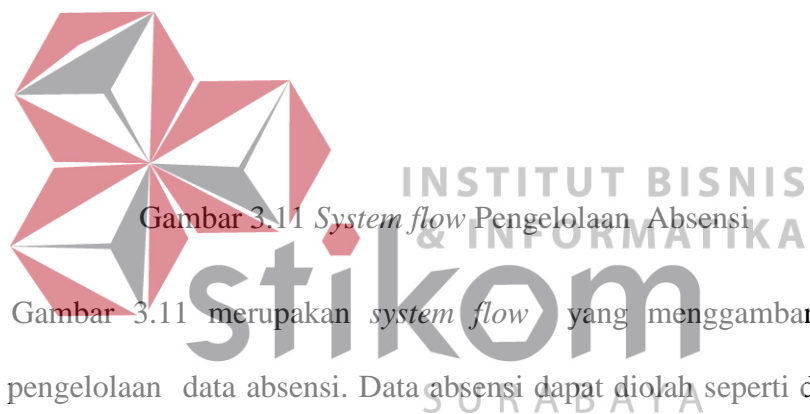 INSTITUT BISNIS
Gambar 3.11 System flow Pengelolaan Absensi
& INFORMATIKA
stikom
Gambar 3.11 merupakan system flow yang menggambar
pengelolaan data absensi. Data absensi dapat diolah seperti d
SURABAYA